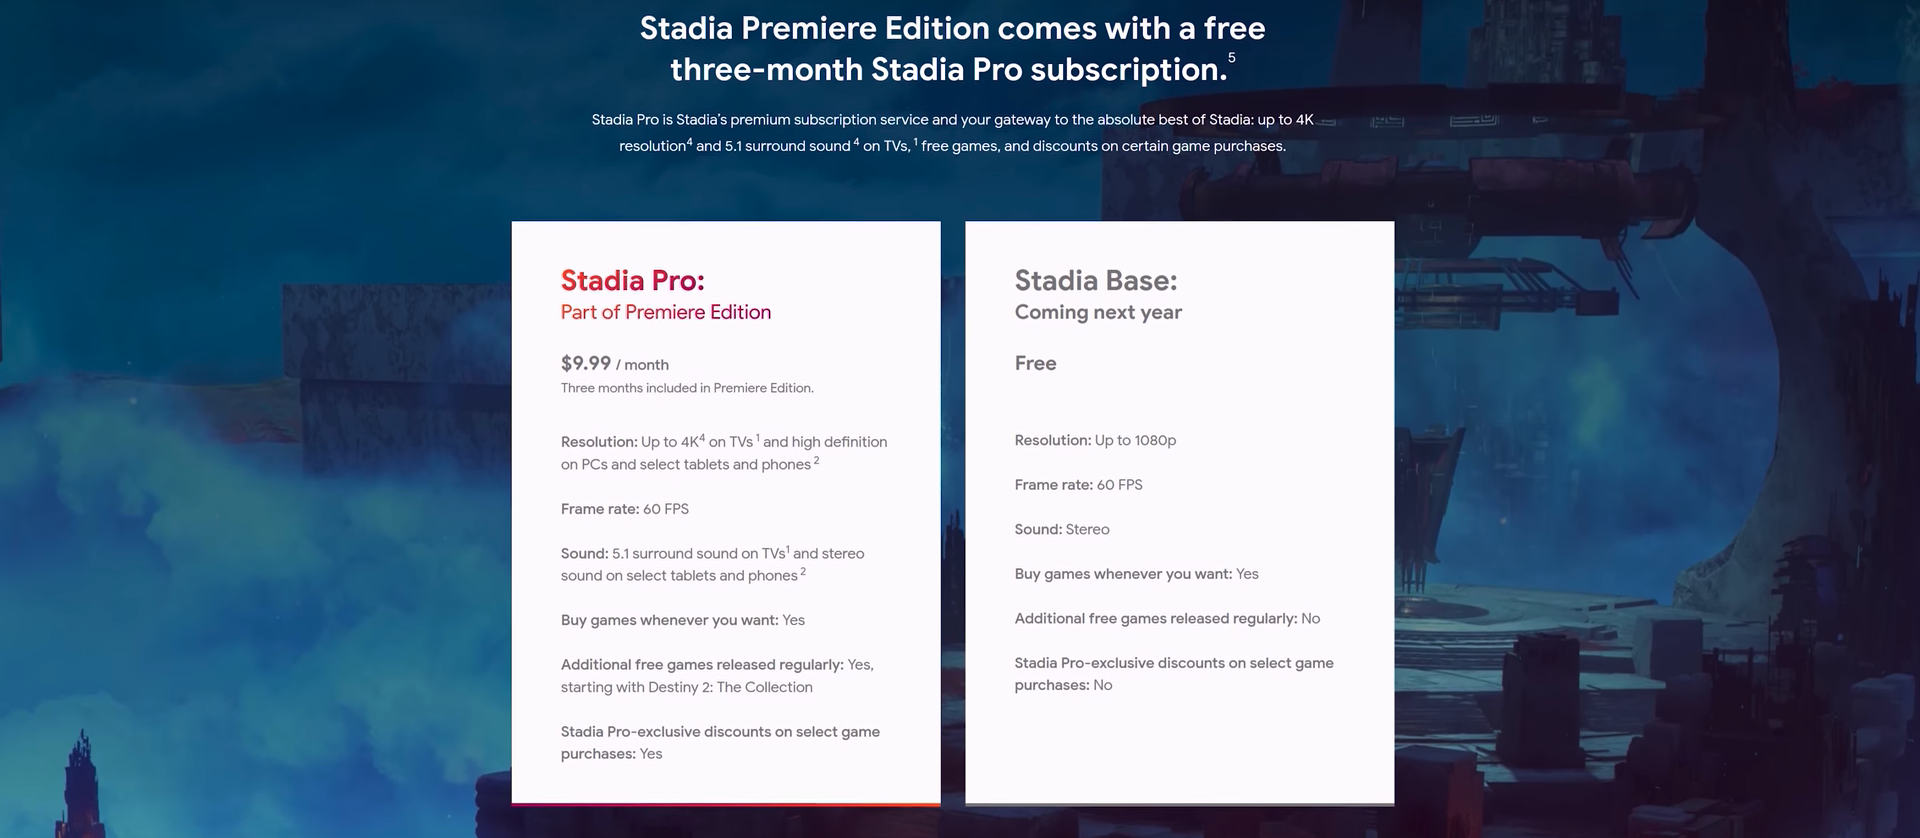 Stadia Premiere Edition comes with a free
three-month Stadia Pro subscription.5
Stadia Pro is Stadia's premium subscription service and your gateway to the absolute best of Stadia: up to 4K
resolution4 and 5.1 surround sound 4 on TVs, 1 free games, and discounts on certain game purchases.
Stadia Pro:
Part of Premiere Edition
$9.99 / month
Three months included in Premiere Edition.
Resolution: Up to 4K4 on TVs 1 and high definition
on PCs and select tablets and phones 2
Frame rate: 60 FPS
Sound: 5.1 surround sound on TVs1 and stereo
sound on select tablets and phones 2
Buy games whenever you want: Yes
Additional free games released regularly: Yes,
starting with Destiny 2: The Collection
Stadia Pro-exclusive discounts on select game
purchases: Yes
Stadia Base:
Coming next year
Free
Resolution: Up to 1080p
Frame rate: 60 FPS
Sound: Stereo
Buy games whenever you want: Yes
Additional free games released regularly: No
Stadia Pro-exclusive discounts on select game
purchases: No